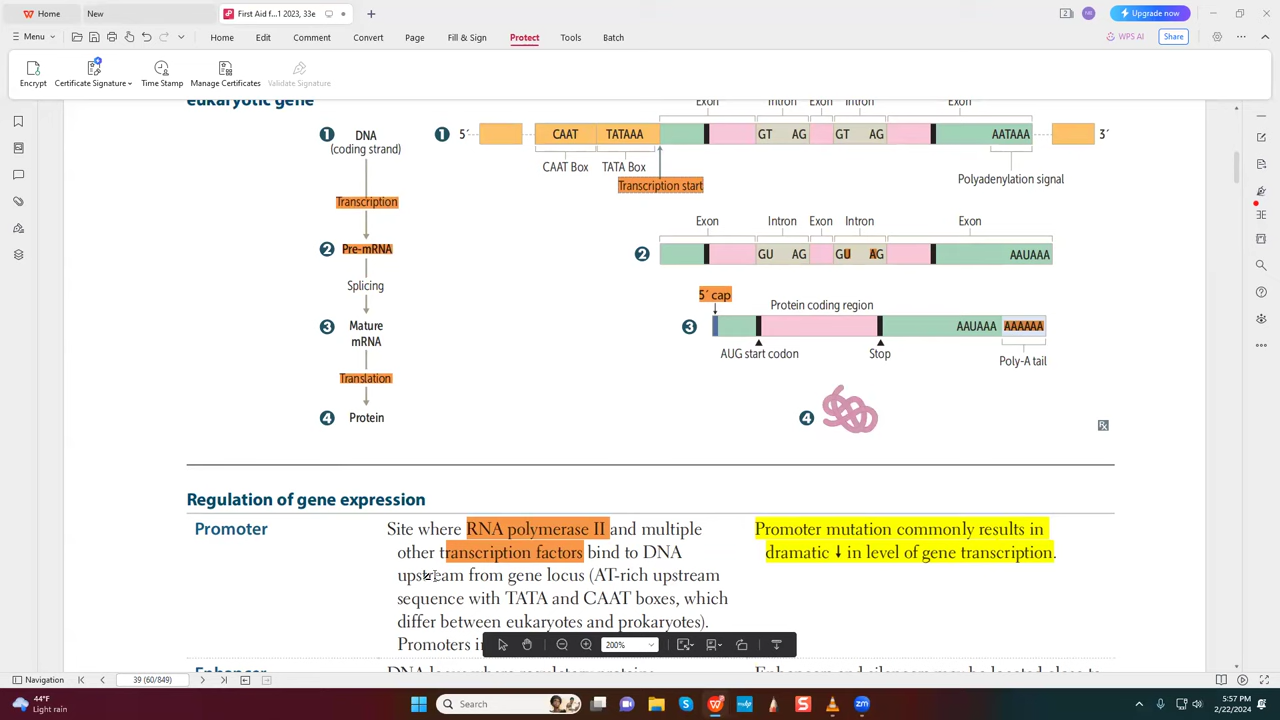 Home
New
First Aid f...1 2023, 33e
Upgrade now
Menu
Home
Edit
Comment
Convert
Page
Fill & Sign
Protect
Tools
Batch
WPS AI
Share
Encrypt
Certificate Signature
Time Stamp
Manage Certificates
Validate Signature
eukaryotic gene
Exon Intron Exon Intron Exon
1 DNA
(coding strand)
1 5´ CAAT TATAAA GT AG GT AG AATAAA 3´
CAAT Box TATA Box
Transcription start
Polyadenylation signal
Transcription
Exon Intron Exon Intron Exon
2 Pre-mRNA
2 GU AG GU AG AAUAAA
Splicing
5´ cap
Protein coding region
3 Mature
mRNA
3 AAUAAA AAAAAA
AUG start codon Stop Poly-A tail
Translation
4 Protein
4
Rx
Regulation of gene expression
Promoter
Site where RNA polymerase II and multiple
other transcription factors bind to DNA
upstream from gene locus (AT-rich upstream
sequence with TATA and CAAT boxes, which
differ between eukaryotes and prokaryotes).
Promoters
Promoter mutation commonly results in
dramatic ↓ in level of gene transcription.
200%
Navigation
39 (60/849)
44°F
Light rain
Search
5:57 PM
2/22/2024